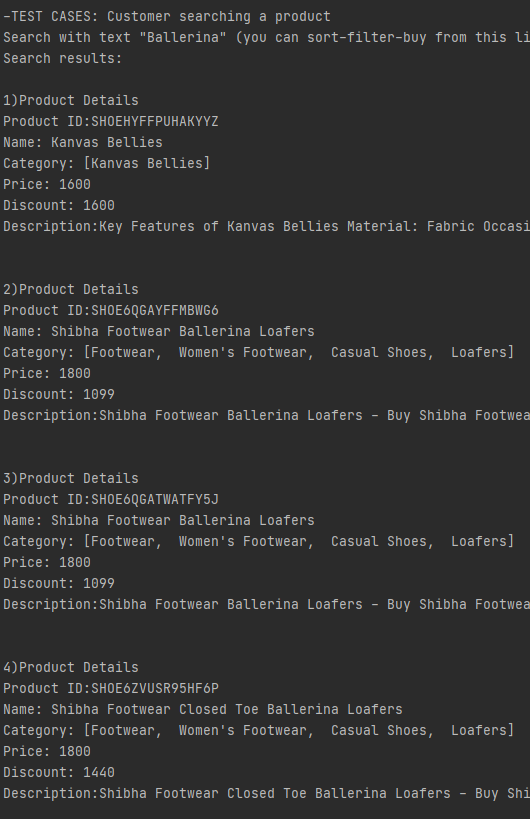 -TEST CASES: Customer searching a product
Search with text "Ballerina" (you can sort-filter-buy from this li
Search results:
1)Product Details
Product ID:SHOEHYFFPUHAKYYZ
Name: Kanvas Bellies
Category: [Kanvas Bellies]
Price: 1600
Discount: 1600
Description:Key Features of Kanvas Bellies Material: Fabric Occasi
2)Product Details
Product ID:SHOE6QGAYFFMBWG6
Name: Shibha Footwear Ballerina Loafers
Category: [Footwear,  Women's Footwear,  Casual Shoes,  Loafers]
Price: 1800
Discount: 1099
Description:Shibha Footwear Ballerina Loafers - Buy Shibha Footwea
3)Product Details
Product ID:SHOE6QGATWATFY5J
Name: Shibha Footwear Ballerina Loafers
Category: [Footwear,  Women's Footwear,  Casual Shoes,  Loafers]
Price: 1800
Discount: 1099
Description:Shibha Footwear Ballerina Loafers - Buy Shibha Footwea
4)Product Details
Product ID:SHOE6ZVUSR95HF6P
Name: Shibha Footwear Closed Toe Ballerina Loafers
Category: [Footwear,  Women's Footwear,  Casual Shoes,  Loafers]
Price: 1800
Discount: 1440
Description:Shibha Footwear Closed Toe Ballerina Loafers - Buy Shi